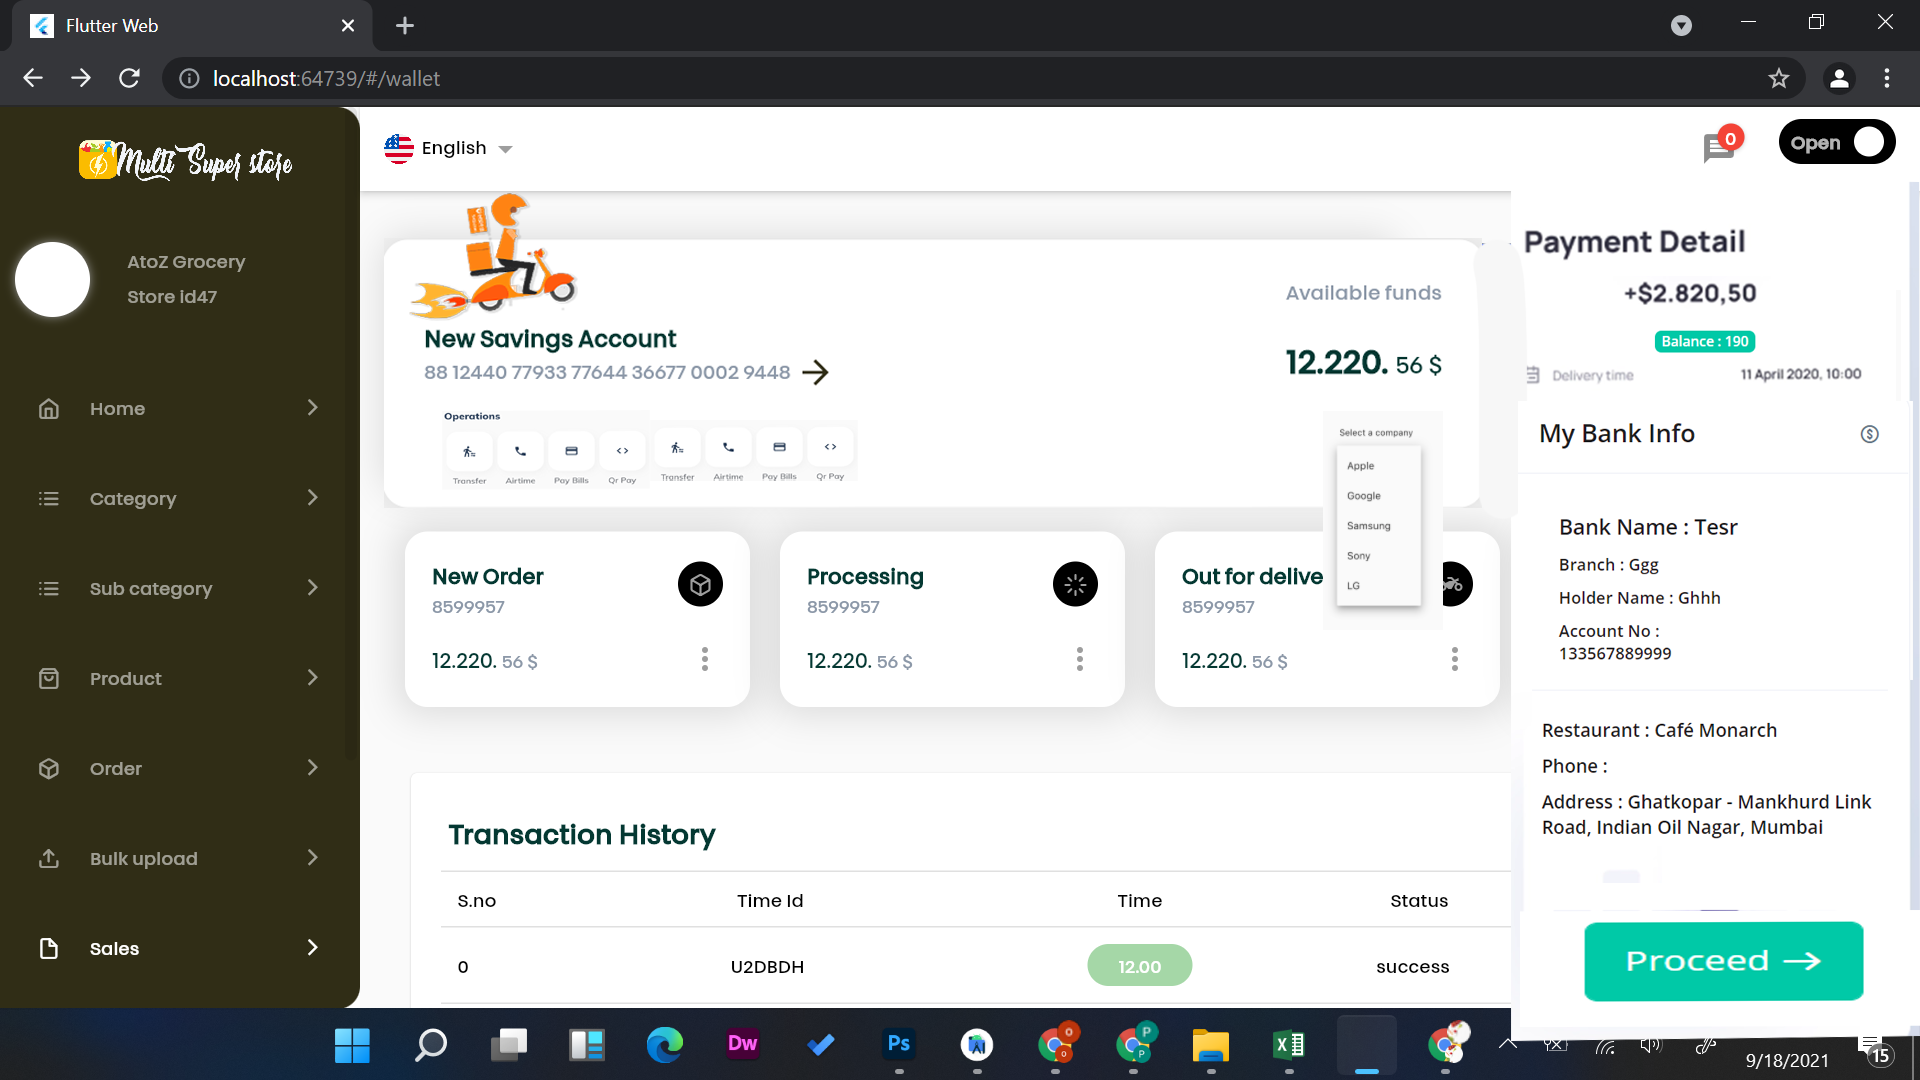 Flutter Web
localhost:64739/#/wallet
Multi Super store
AtoZ Grocery
Store id47
Home
Category
Sub category
Product
Order
Bulk upload
Sales
English
0
Open
New Savings Account
88 12440 77933 77644 36677 0002 9448
Available funds
12.220. 56 $
Operations
Transfer Airtime Pay Bills Qr Pay Transfer Airtime Pay Bills Qr Pay
Select a company
Apple
Google
Samsung
Sony
LG
New Order
8599957
12.220. 56 $
Processing
8599957
12.220. 56 $
Out for delive
8599957
12.220. 56 $
Transaction History
S.no Time Id Time Status
0 U2DBDH 12.00 success
Payment Detail
+$2.820,50
Balance : 190
Delivery time 11 April 2020, 10:00
My Bank Info
Bank Name : Tesr
Branch : Ggg
Holder Name : Ghhh
Account No :
133567889999
Restaurant : Café Monarch
Phone :
Address : Ghatkopar - Mankhurd Link
Road, Indian Oil Nagar, Mumbai
Proceed
Dw
Ps
9/18/2021
15